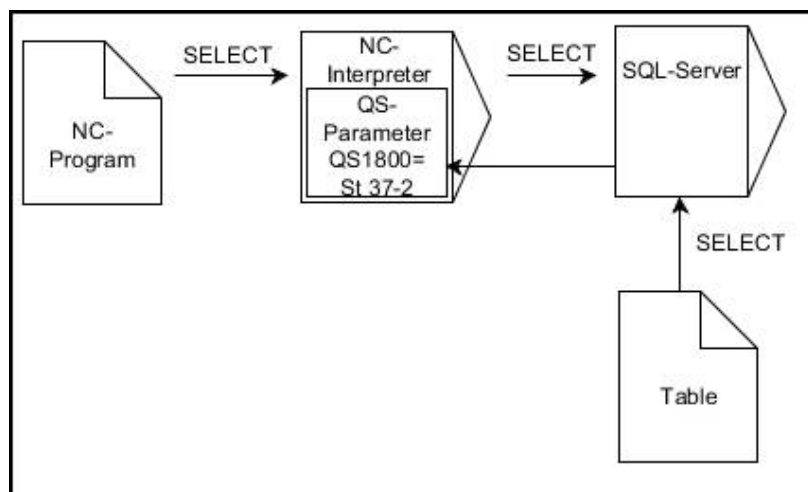 SELECT
NC-
Program
NC-
Interpreter
QS-
Parameter
QS1800=
St 37-2
SELECT
SQL-Server
SELECT
Table